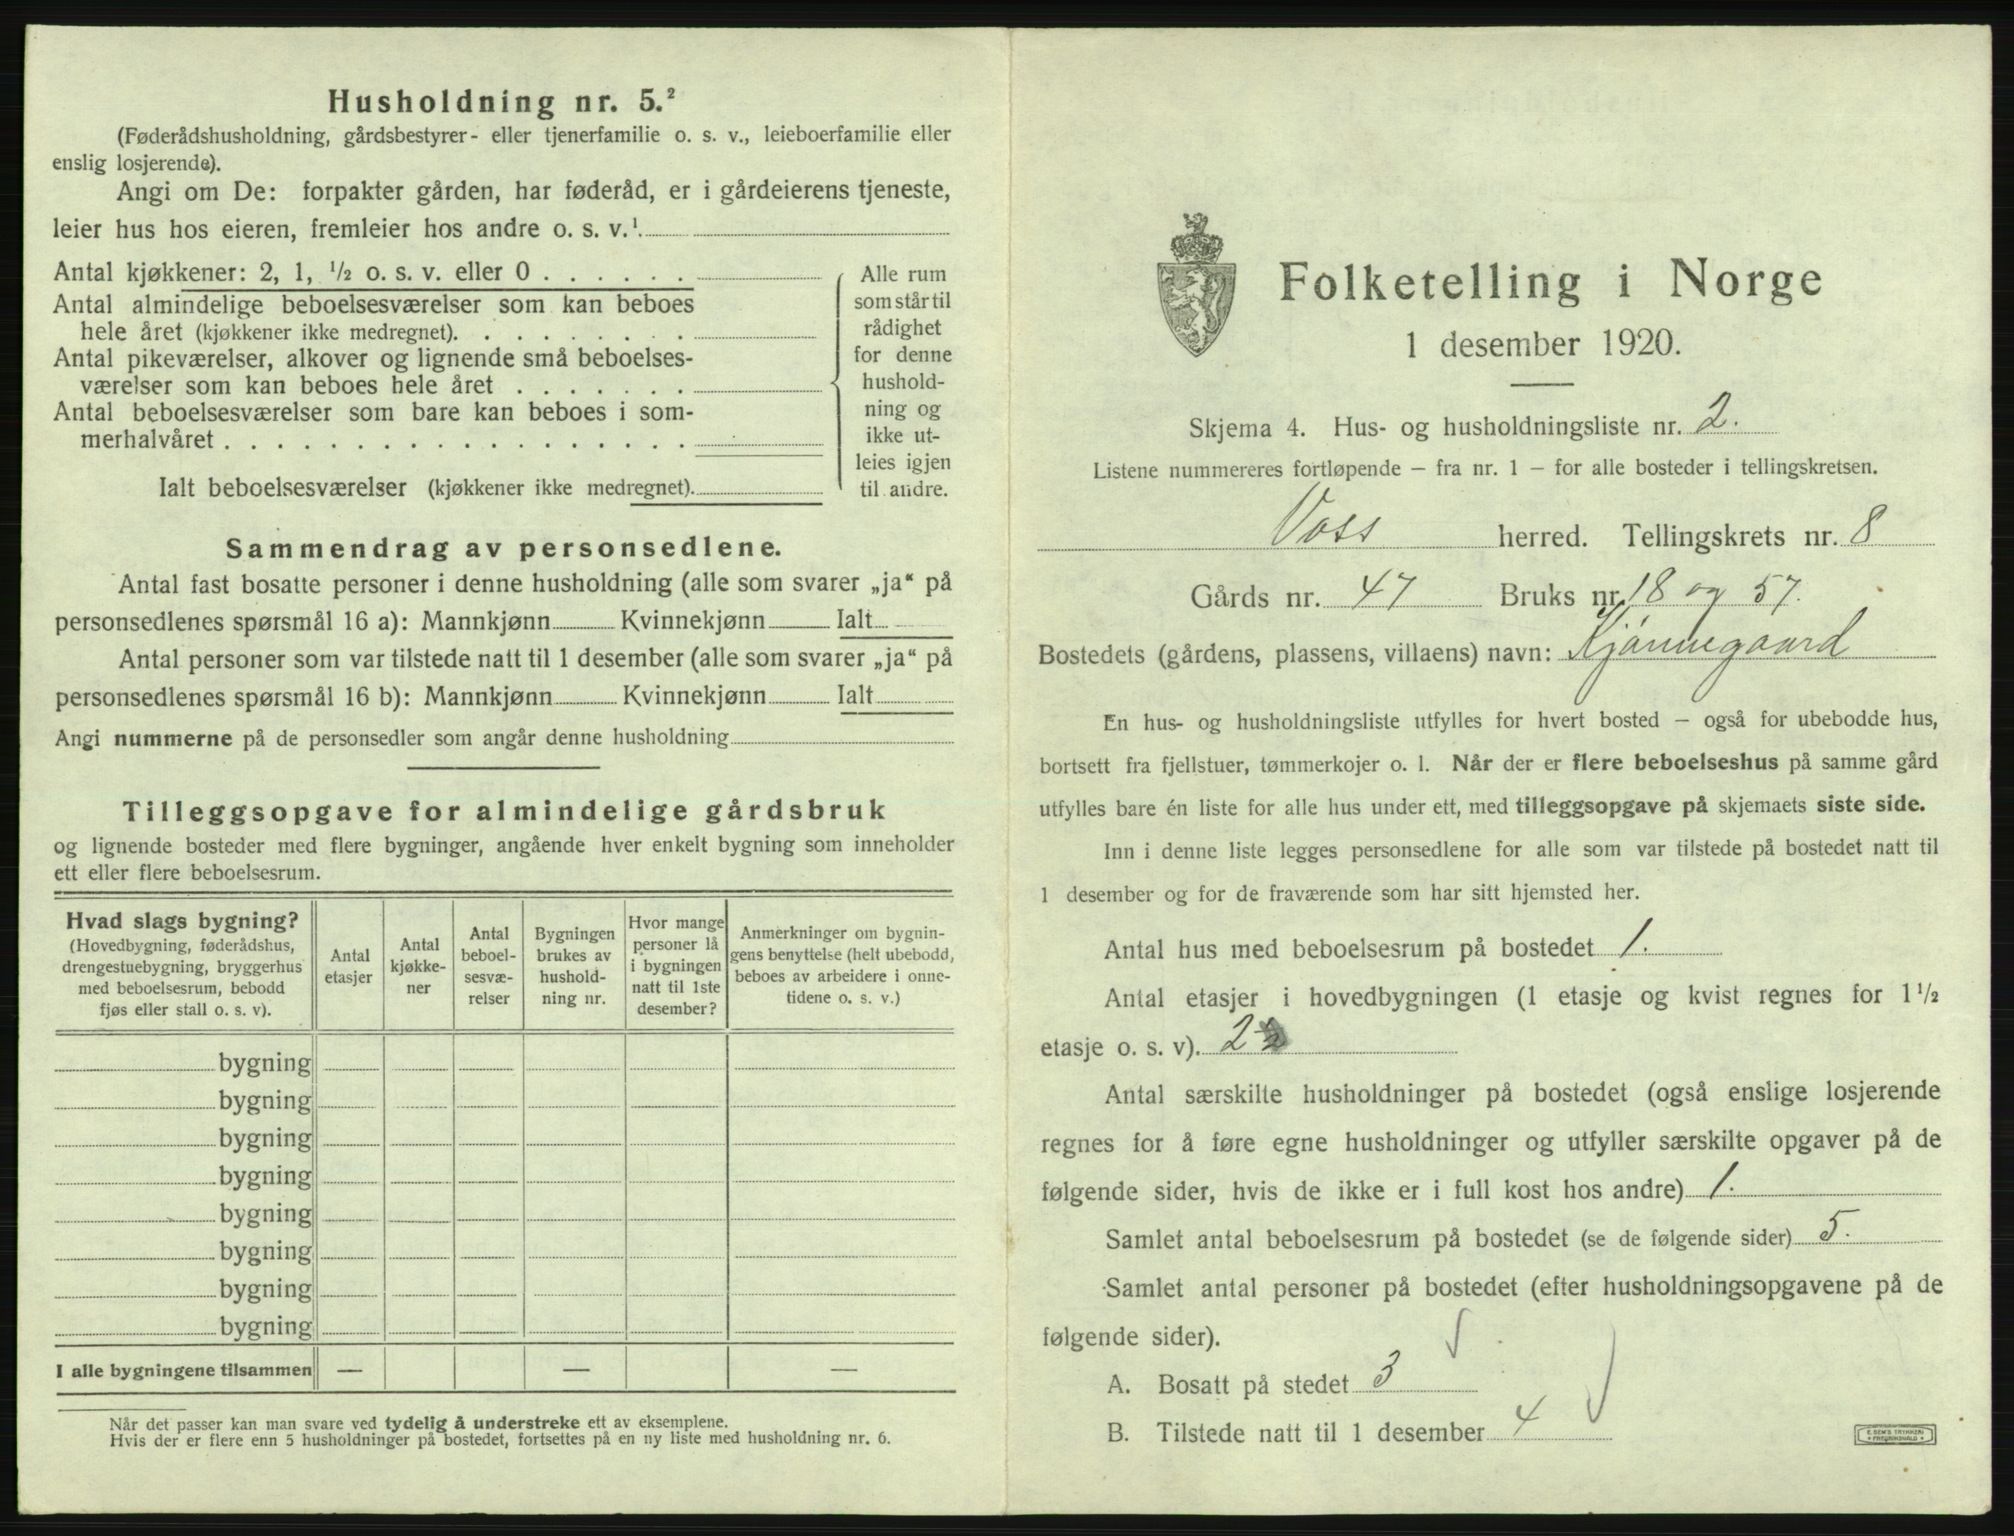 Husholdning nr. 5.²
(Føderådshusholdning, gårdsbestyrer- eller tjenerfamilie o. s. v., leieboerfamilie eller
enslig losjerende).
Angi om De: forpakter gården, har føderåd, er i gårdeierens tjeneste,
leier hus hos eieren, fremleier hos andre o. s. v.¹.
Antal kjøkkener: 2, 1, ½ o. s. v. eller 0 . . . . . .
Antal almindelige beboelsesværelser som kan beboes
hele året (kjøkkener ikke medregnet). . . . . . . . .
Antal pikeværelser, alkover og lignende små beboelses-
værelser som kan beboes hele året . . . . . . .
Antal beboelsesværelser som bare kan beboes i som-
merhalvåret . . . . . . . . . . . . . . . . . .
Ialt beboelsesværelser (kjøkkener ikke medregnet).
Alle rum
som står til
rådighet
for denne
hushold-
ning og
ikke ut-
leies igjen
til andre.
Sammendrag av personsedlene.
Antal fast bosatte personer i denne husholdning (alle som svarer „ja“ på
personsedlenes spørsmål 16 a): Mannkjønn Kvinnekjønn Ialt
Antal personer som var tilstede natt til 1 desember (alle som svarer „ja“ på
personsedlenes spørsmål 16 b): Mannkjønn Kvinnekjønn Ialt
Angi nummerne på de personsedler som angår denne husholdning
Tilleggsopgave for almindelige gårdsbruk
og lignende bosteder med flere bygninger, angående hver enkelt bygning som inneholder
ett eller flere beboelsesrum.
Hvad slags bygning?
(Hovedbygning, føderådshus,
drengestuebygning, bryggerhus
med beboelsesrum, bebodd
fjøs eller stall o. s. v).
Antal
etasjer
Antal
kjøkke-
ner
Antal
beboel-
sesvæ-
relser
Bygningen
brukes av
hushold-
ning nr.
Hvor mange
personer lå
i bygningen
natt til 1ste
desember?
Anmerkninger om bygnin-
gens benyttelse (helt ubebodd,
beboes av arbeidere i onne-
tidene o. s. v.)
bygning
bygning
bygning
bygning
bygning
bygning
bygning
bygning
I alle bygningene tilsammen — — —
Når det passer kan man svare ved tydelig å understreke ett av eksemplene.
Hvis der er flere enn 5 husholdninger på bostedet, fortsettes på en ny liste med husholdning nr. 6.
Folketelling i Norge
1 desember 1920.
Skjema 4. Hus- og husholdningsliste nr. 2.
Listene nummereres fortløpende – fra nr. 1 – for alle bosteder i tellingskretsen.
Voss herred. Tellingskrets nr. 8
Gårds nr. 47 Bruks nr. 18 og 57.
Bostedets (gårdens, plassens, villaens) navn: Kjønnegaard
En hus- og husholdningsliste utfylles for hvert bosted – også for ubebodde hus,
bortsett fra fjellstuer, tømmerkojer o. l. Når der er flere beboelseshus på samme gård
utfylles bare én liste for alle hus under ett, med tilleggsopgave på skjemaets siste side.
Inn i denne liste legges personsedlene for alle som var tilstede på bostedet natt til
1 desember og for de fraværende som har sitt hjemsted her.
Antal hus med beboelsesrum på bostedet 1.
Antal etasjer i hovedbygningen (1 etasje og kvist regnes for 1½
etasje o. s. v). 2
Antal særskilte husholdninger på bostedet (også enslige losjerende
regnes for å føre egne husholdninger og utfyller særskilte opgaver på de
følgende sider, hvis de ikke er i full kost hos andre) 1.
Samlet antal beboelsesrum på bostedet (se de følgende sider) 5.
Samlet antal personer på bostedet (efter husholdningsopgavene på de
følgende sider).
A. Bosatt på stedet 3
B. Tilstede natt til 1 desember 4
E. SEM'S TRYKKERI
FREDRIKSHALD